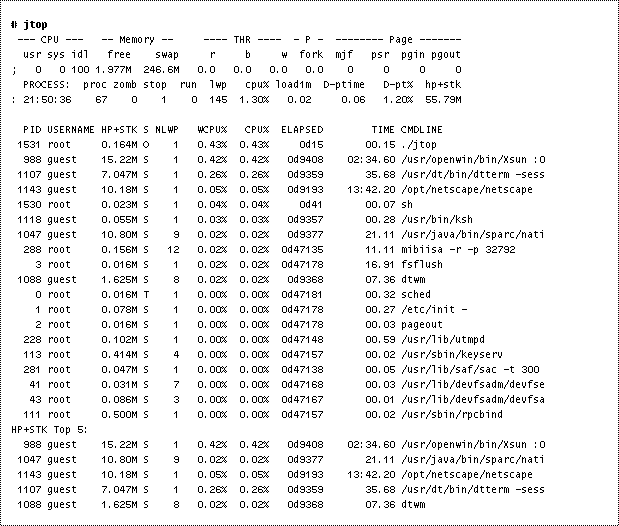 # jtop
--- CPU --- -- Memory -- ---- THR ---- - P - -------- Page -------
usr sys idl free swap r b w fork mjf psr pgin pgout
; 0 0 100 1.977M 246.6M 0.0 0.0 0.0 0.0 0 0 0 0
PROCESS: proc zomb stop run lwp cpu% load1m D-ptime D-pt% hp+stk
: 21:50:36 67 0 1 0 145 1.30% 0.02 0.06 1.20% 55.79M
PID USERNAME HP+STK S NLWP WCPU% CPU% ELAPSED TIME CMDLINE
1531 root 0.164M O 1 0.43% 0.43% 0d15 00.15 ./jtop
988 guest 15.22M S 1 0.42% 0.42% 0d9408 02:34.60 /usr/openwin/bin/Xsun :0
1107 guest 7.047M S 1 0.26% 0.26% 0d9359 35.68 /usr/dt/bin/dtterm -sess
1143 guest 10.18M S 1 0.05% 0.05% 0d9193 13:42.20 /opt/netscape/netscape
1530 root 0.023M S 1 0.04% 0.04% 0d41 00.07 sh
1118 guest 0.055M S 1 0.03% 0.03% 0d9357 00.28 /usr/bin/ksh
1047 guest 10.80M S 9 0.02% 0.02% 0d9377 21.11 /usr/java/bin/sparc/nati
288 root 0.156M S 12 0.02% 0.02% 0d47135 11.11 mibiisa -r -p 32792
3 root 0.016M S 1 0.02% 0.02% 0d47178 16.91 fsflush
1088 guest 1.625M S 8 0.02% 0.02% 0d9368 07.36 dtwm
0 root 0.016M T 1 0.00% 0.00% 0d47181 00.32 sched
1 root 0.078M S 1 0.00% 0.00% 0d47178 00.27 /etc/init -
2 root 0.016M S 1 0.00% 0.00% 0d47178 00.03 pageout
228 root 0.102M S 1 0.00% 0.00% 0d47148 00.59 /usr/lib/utmpd
113 root 0.414M S 4 0.00% 0.00% 0d47157 00.02 /usr/sbin/keyserv
281 root 0.047M S 1 0.00% 0.00% 0d47138 00.05 /usr/lib/saf/sac -t 300
41 root 0.031M S 7 0.00% 0.00% 0d47168 00.03 /usr/lib/devfsadm/devfse
43 root 0.086M S 3 0.00% 0.00% 0d47167 00.01 /usr/lib/devfsadm/devfsa
111 root 0.500M S 1 0.00% 0.00% 0d47157 00.02 /usr/sbin/rpcbind
HP+STK Top 5:
988 guest 15.22M S 1 0.42% 0.42% 0d9408 02:34.60 /usr/openwin/bin/Xsun :0
1047 guest 10.80M S 9 0.02% 0.02% 0d9377 21.11 /usr/java/bin/sparc/nati
1143 guest 10.18M S 1 0.05% 0.05% 0d9193 13:42.20 /opt/netscape/netscape
1107 guest 7.047M S 1 0.26% 0.26% 0d9359 35.68 /usr/dt/bin/dtterm -sess
1088 guest 1.625M S 8 0.02% 0.02% 0d9368 07.36 dtwm